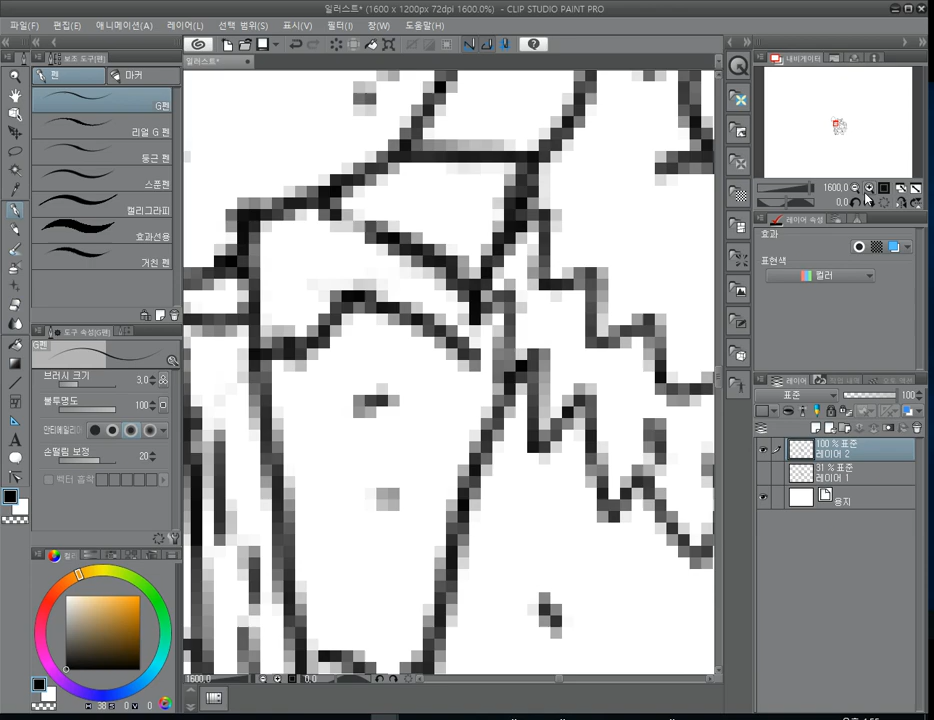 일러스트* (1600 x 1200px 72dpi 1600.0%) - CLIP STUDIO PAINT PRO
파일(F) 편집(E) 애니메이션(A) 레이어(L) 선택 범위(S) 표시(V) 필터(I) 창(W) 도움말(H)
보조 도구(펜)
일러스트*
내비게이터
펜 마커
G펜
리얼 G 펜
둥근 펜
스푼펜
캘리그라피
효과선용
거친 펜
1600.0
0.0
레이어 속성
효과
표현색
컬러
도구 속성(G펜)
G펜
브러시 크기 3.0
불투명도 100
손떨림 보정 20
벡터 흡착
레이어
표준 100
100 % 표준
레이어 2
31 % 표준
레이어 1
용지
1600.0 0.0
H 38 S 0 V 0